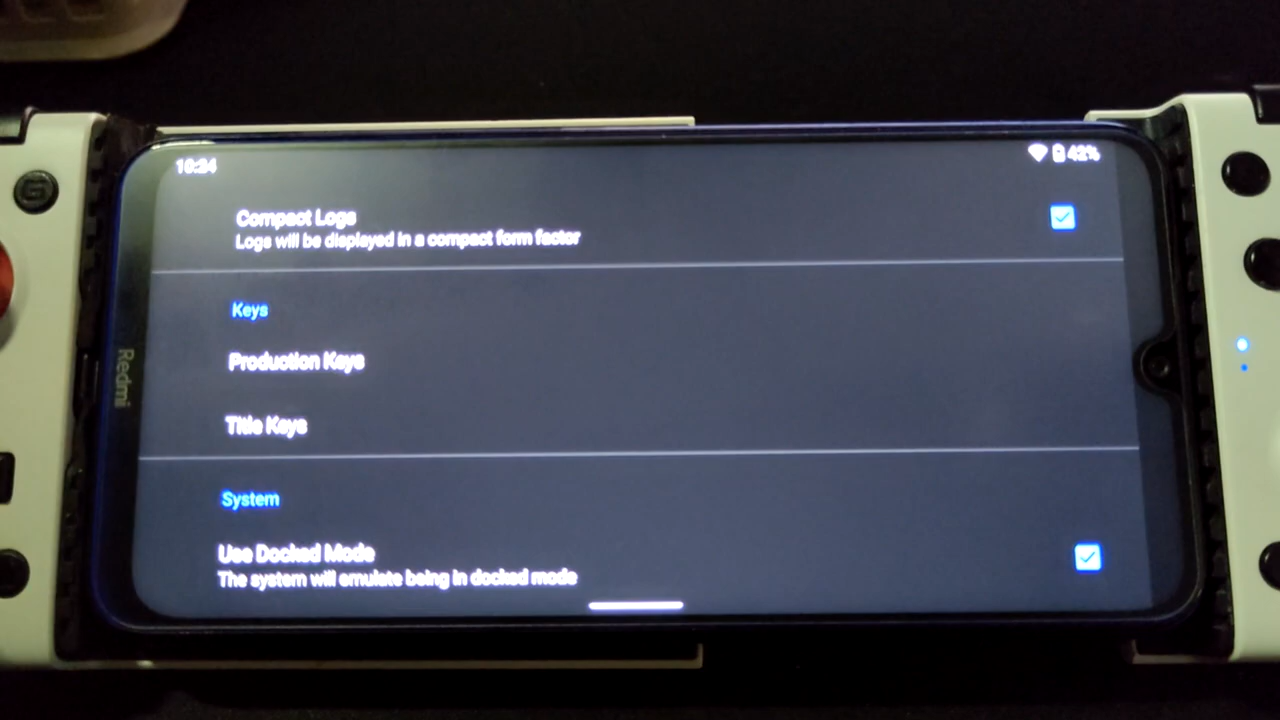 10:24
42%
Compact Logs
Logs will be displayed in a compact form factor
Keys
Production Keys
Title Keys
System
Use Docked Mode
The system will emulate being in docked mode
Redmi